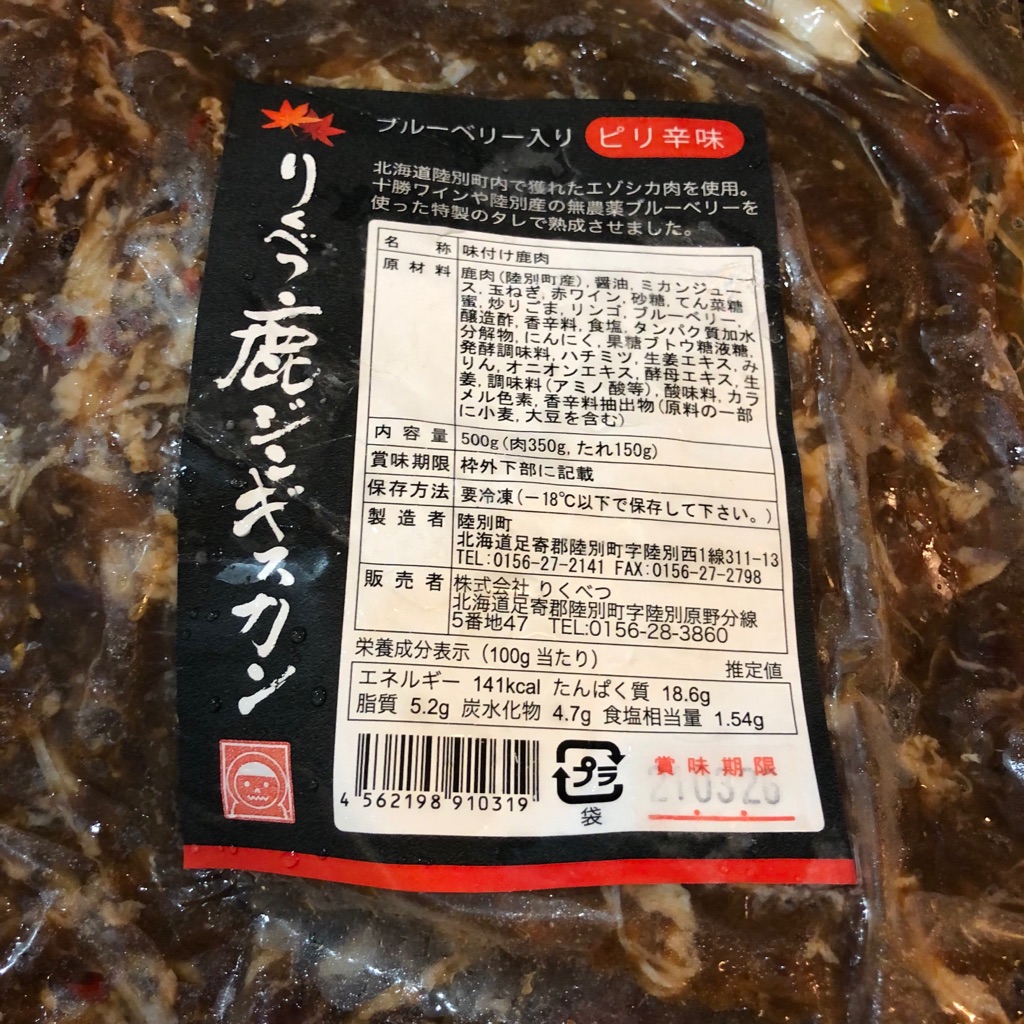 ブルーベリー入り ピリ辛味
北海道陸別町内で獲れたエゾシカ肉を使用。
十勝ワインや陸別産の無農薬ブルーベリーを
使った特製のタレで熟成させました。
りくべつ鹿ジンギスカン
名称 味付け鹿肉
原材料 鹿肉(陸別町産), 醤油, ミカンジュー
ス, 玉ねぎ, 赤ワイン, 砂糖, てん菜糖
蜜, 炒りごま, リンゴ, ブルーベリー,
醸造酢, 香辛料, 食塩, タンパク質加水
分解物, にんにく, 果糖ブトウ糖液糖,
発酵調味料, ハチミツ, 生姜エキス, み
りん, オニオンエキス, 酵母エキス, 生
姜, 調味料(アミノ酸等), 酸味料, カラ
メル色素, 香辛料抽出物(原料の一部
に小麦, 大豆を含む)
内容量 500g(肉350g, たれ150g)
賞味期限 枠外下部に記載
保存方法 要冷凍(−18℃以下で保存して下さい。)
製造者 陸別町
北海道足寄郡陸別町字陸別西1線311-13
TEL:0156-27-2141 FAX:0156-27-2798
販売者 株式会社 りくべつ
北海道足寄郡陸別町字陸別原野分線
5番地47 TEL:0156-28-3860
栄養成分表示(100g当たり) 推定値
エネルギー 141kcal たんぱく質 18.6g
脂質 5.2g 炭水化物 4.7g 食塩相当量 1.54g
4 562198 910319
プラ
袋
賞味期限
210326